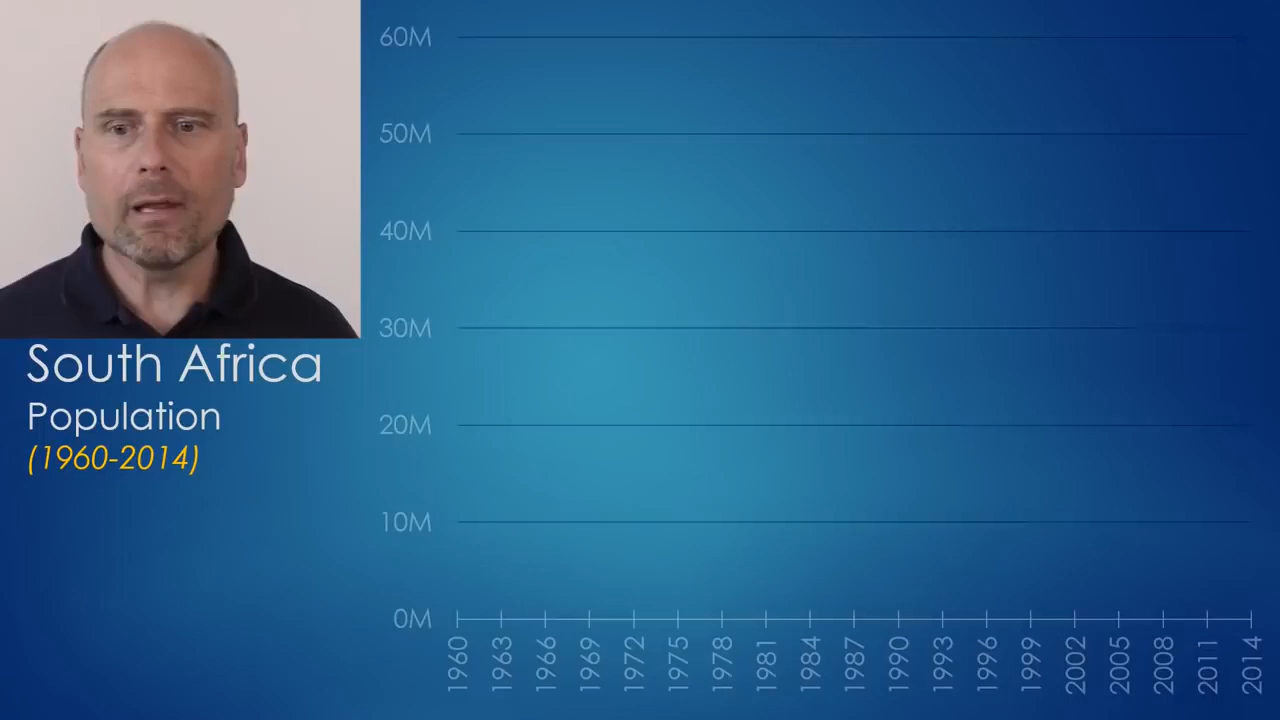 South Africa
Population
(1960-2014)
60M
50M
40M
30M
20M
10M
0M
1960 1963 1966 1969 1972 1975 1978 1981 1984 1987 1990 1993 1996 1999 2002 2005 2008 2011 2014